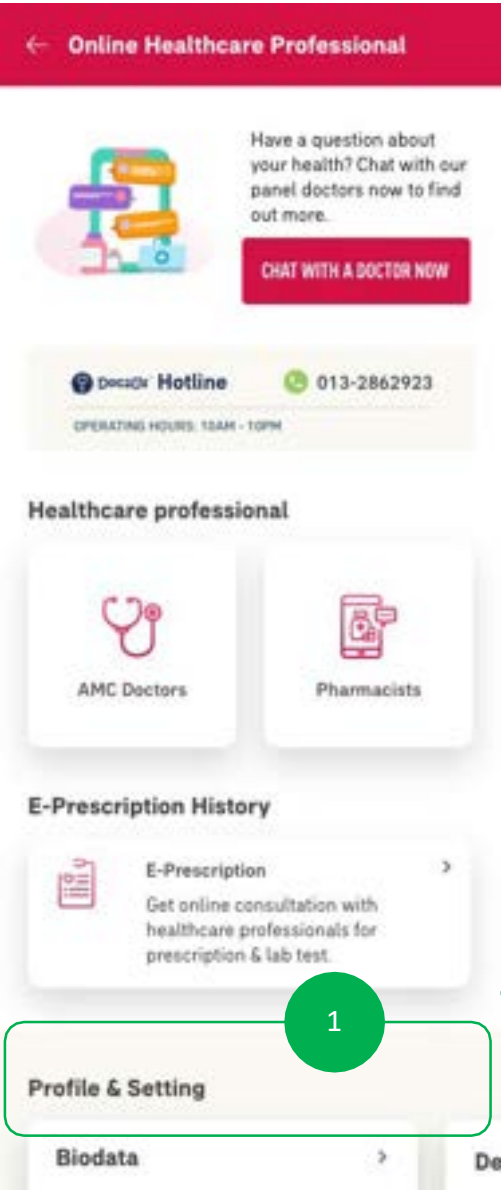 Online Healthcare Professional
Have a question about
your health? Chat with our
panel doctors now to find
out more.
CHAT WITH A DOCTOR NOW
Hotline
013-2862923
OPERATING HOURS: 10AM - 10PM
Healthcare professional
AMC Doctors
Pharmacists
E-Prescription History
E-Prescription
Get online consultation with
healthcare professionals for
prescription & lab test.
1
Profile & Setting
Biodata
De